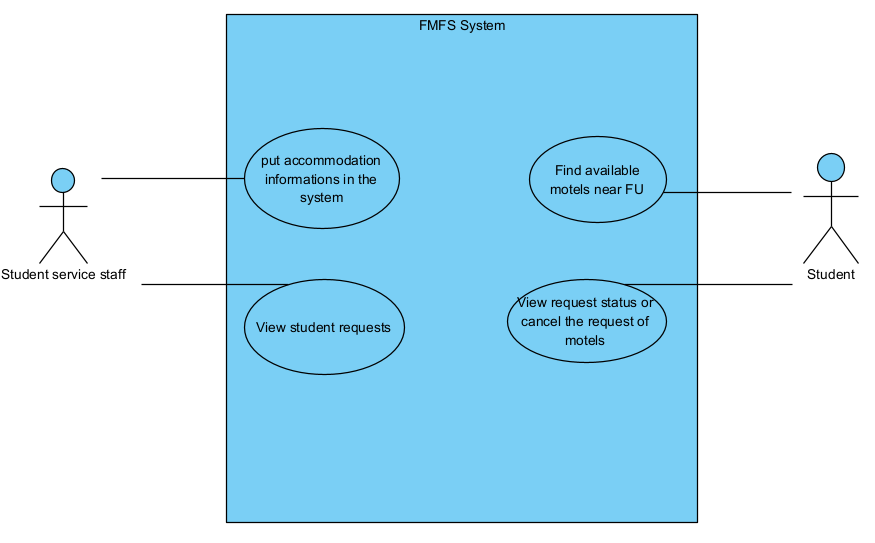 FMFS System
put accommodation
informations in the
system
Find available
motels near FU
Student service staff
Student
View student requests
View request status or
cancel the request of
motels